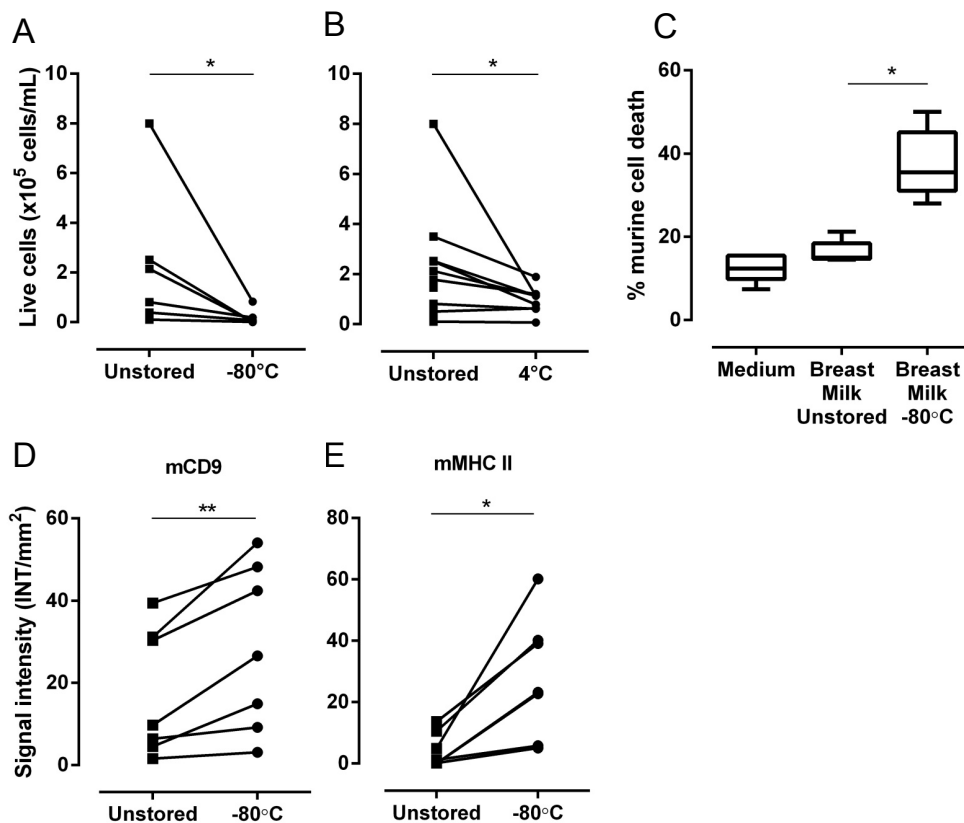 A
Live cells (x10⁵ cells/mL)
10
8
6
4
2
0
*
Unstored
-80°C
B
10
8
6
4
2
0
*
Unstored
4°C
C
% murine cell death
60
40
20
0
*
Medium
Breast
Milk
Unstored
Breast
Milk
-80°C
D
mCD9
Signal intensity (INT/mm²)
60
40
20
0
**
Unstored
-80°C
E
mMHC II
80
60
40
20
0
*
Unstored
-80°C